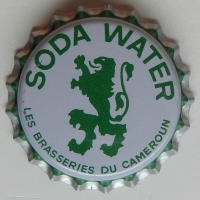 SODA WATER
LES BRASSERIES DU CAMEROUN